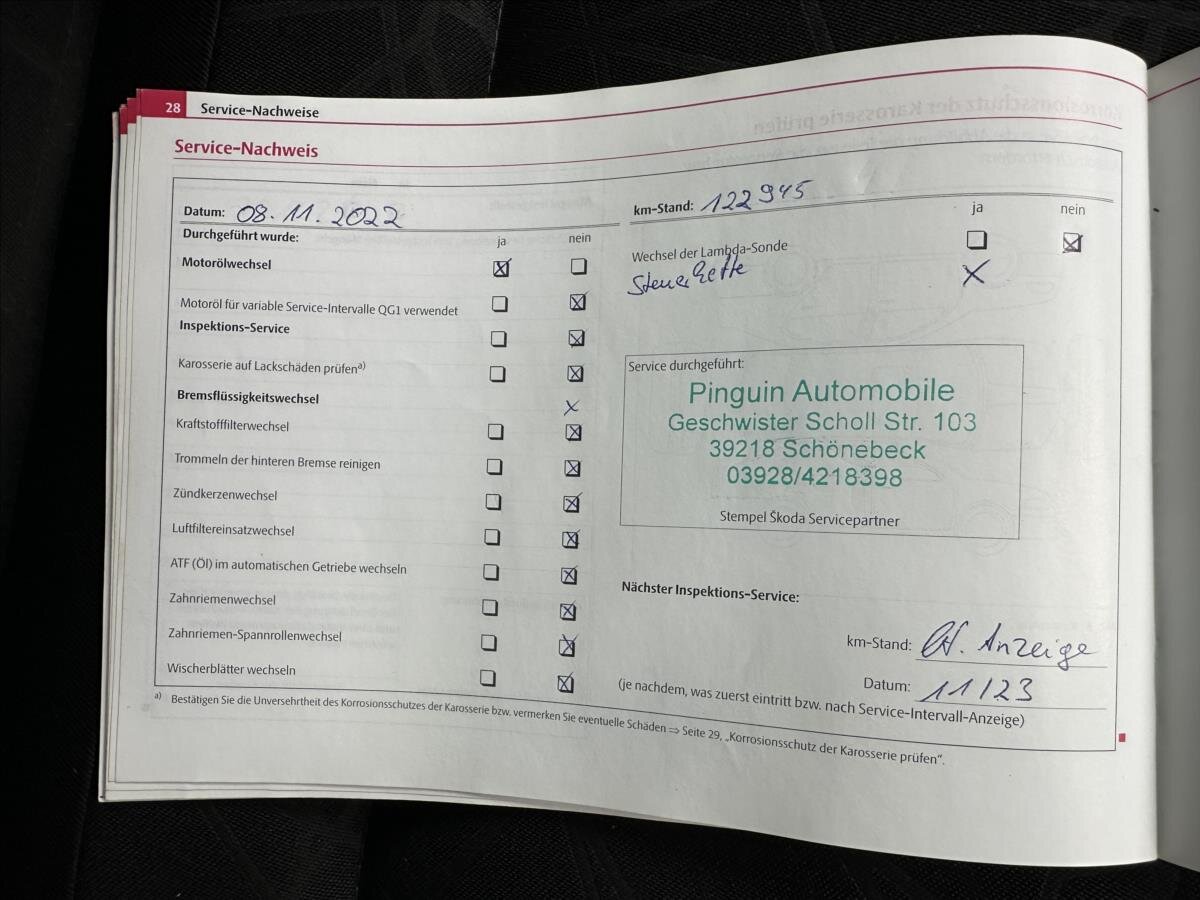 28 Service-Nachweise
Service-Nachweis
Datum: 08.11.2022
Durchgeführt wurde: ja nein
Motorölwechsel
Motoröl für variable Service-Intervalle QG1 verwendet
Inspektions-Service
Karosserie auf Lackschäden prüfen a)
Bremsflüssigkeitswechsel
Kraftstofffilterwechsel
Trommeln der hinteren Bremse reinigen
Zündkerzenwechsel
Luftfiltereinsatzwechsel
ATF (Öl) im automatischen Getriebe wechseln
Zahnriemenwechsel
Zahnriemen-Spannrollenwechsel
Wischerblätter wechseln
km-Stand: 122945
ja nein
Wechsel der Lambda-Sonde
Steuerkette
Service durchgeführt:
Pinguin Automobile
Geschwister Scholl Str. 103
39218 Schönebeck
03928/4218398
Stempel Škoda Servicepartner
Nächster Inspektions-Service:
km-Stand: lt. Anzeige
Datum: 11/23
(je nachdem, was zuerst eintritt bzw. nach Service-Intervall-Anzeige)
a) Bestätigen Sie die Unversehrtheit des Korrosionsschutzes der Karosserie bzw. vermerken Sie eventuelle Schäden ⇒ Seite 29, „Korrosionsschutz der Karosserie prüfen“.